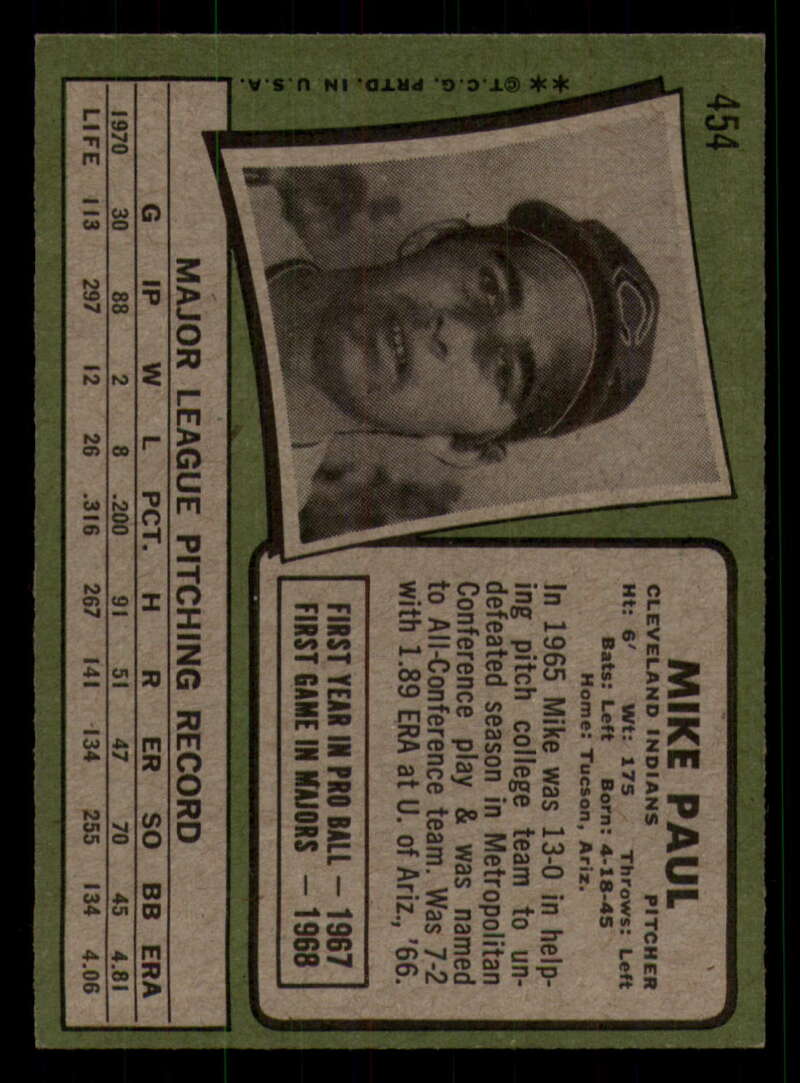 454
MIKE PAUL
CLEVELAND INDIANS PITCHER
Ht: 6' Wt: 175 Throws: Left
Bats: Left Born: 4-18-45
Home: Tucson, Ariz.
In 1965 Mike was 13-0 in help-
ing pitch college team to un-
defeated season in Metropolitan
Conference play & was named
to All-Conference team. Was 7-2
with 1.89 ERA at U. of Ariz., '66.
FIRST YEAR IN PRO BALL — 1967
FIRST GAME IN MAJORS — 1968
C
MAJOR LEAGUE PITCHING RECORD
G IP W L PCT. H R ER SO BB ERA
1970 30 88 2 8 .200 91 51 47 70 45 4.81
LIFE 113 297 12 26 .316 267 141 134 255 134 4.06
**©T.C.G. PRTD. IN U.S.A.